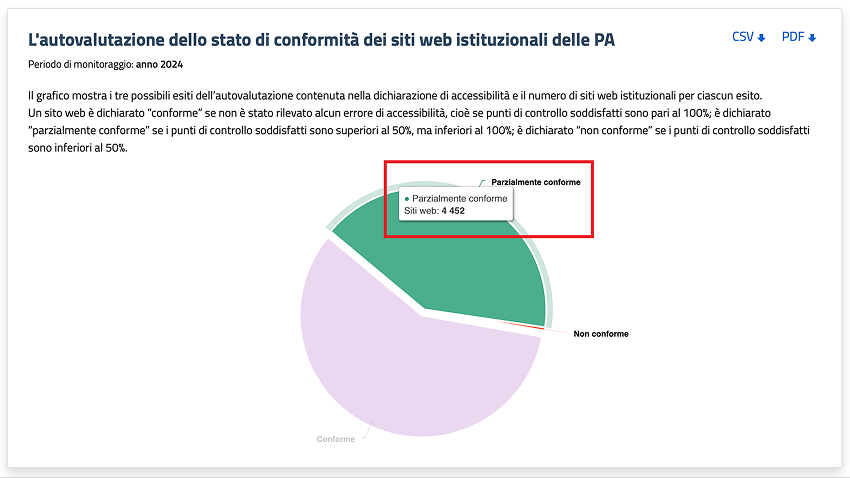 L'autovalutazione dello stato di conformità dei siti web istituzionali delle PA
CSV
PDF
Periodo di monitoraggio: anno 2024
Il grafico mostra i tre possibili esiti dell'autovalutazione contenuta nella dichiarazione di accessibilità e il numero di siti web istituzionali per ciascun esito.
Un sito web è dichiarato "conforme" se non è stato rilevato alcun errore di accessibilità, cioè se punti di controllo soddisfatti sono pari al 100%; è dichiarato
"parzialmente conforme" se i punti di controllo soddisfatti sono superiori al 50%, ma inferiori al 100%; è dichiarato "non conforme" se i punti di controllo soddisfatti
sono inferiori al 50%.
Parzialmente conforme
Parzialmente conforme
Siti web: 4 452
Non conforme
Conforme